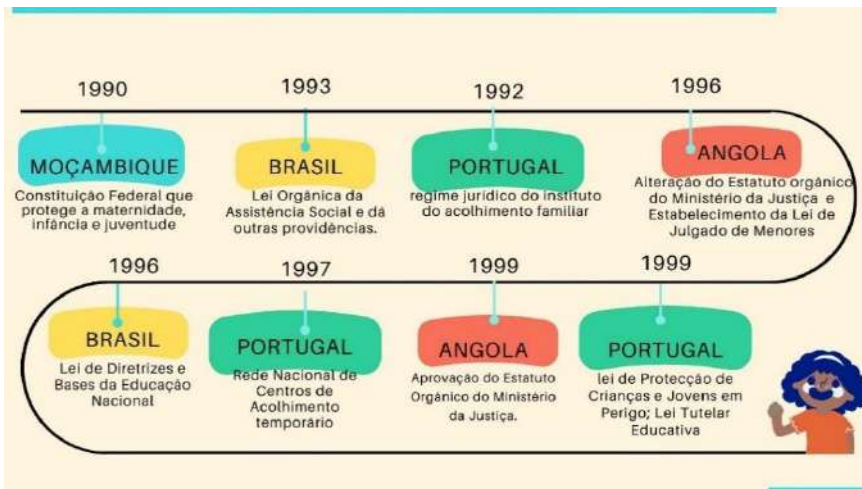 1990
MOÇAMBIQUE
Constituição Federal que
protege a maternidade,
infância e juventude
1993
BRASIL
Lei Orgânica da
Assistência Social e dá
outras providências.
1992
PORTUGAL
regime jurídico do instituto
do acolhimento familiar
1996
ANGOLA
Alteração do Estatuto orgânico
do Ministério da Justiça e
Estabelecimento da Lei de
Julgado de Menores
1996
BRASIL
Lei de Diretrizes e
Bases da Educação
Nacional
1997
PORTUGAL
Rede Nacional de
Centros de
Acolhimento
temporário
1999
ANGOLA
Aprovação do Estatuto
Orgânico do Ministério
da Justiça.
1999
PORTUGAL
lei de Protecção de
Crianças e Jovens em
Perigo; Lei Tutelar
Educativa